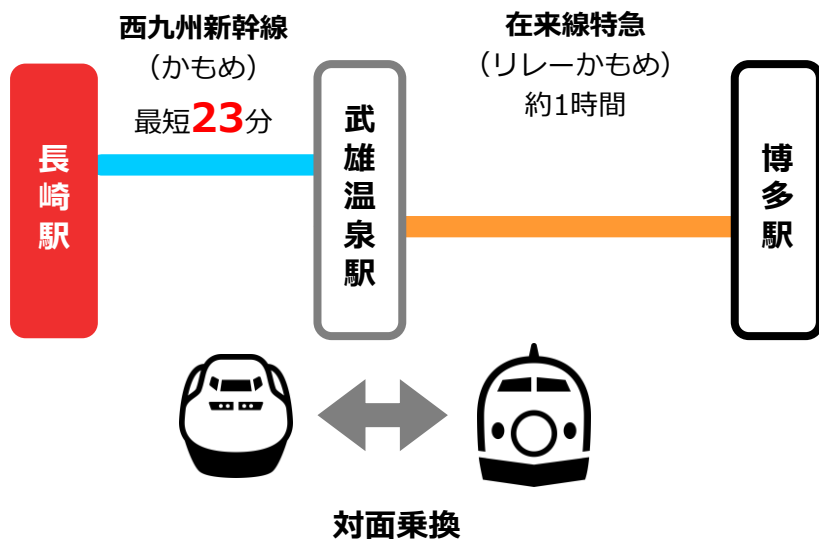 西九州新幹線
（かもめ）
最短23分
在来線特急
（リレーかもめ）
約1時間
長崎駅
武雄温泉駅
博多駅
対面乗換